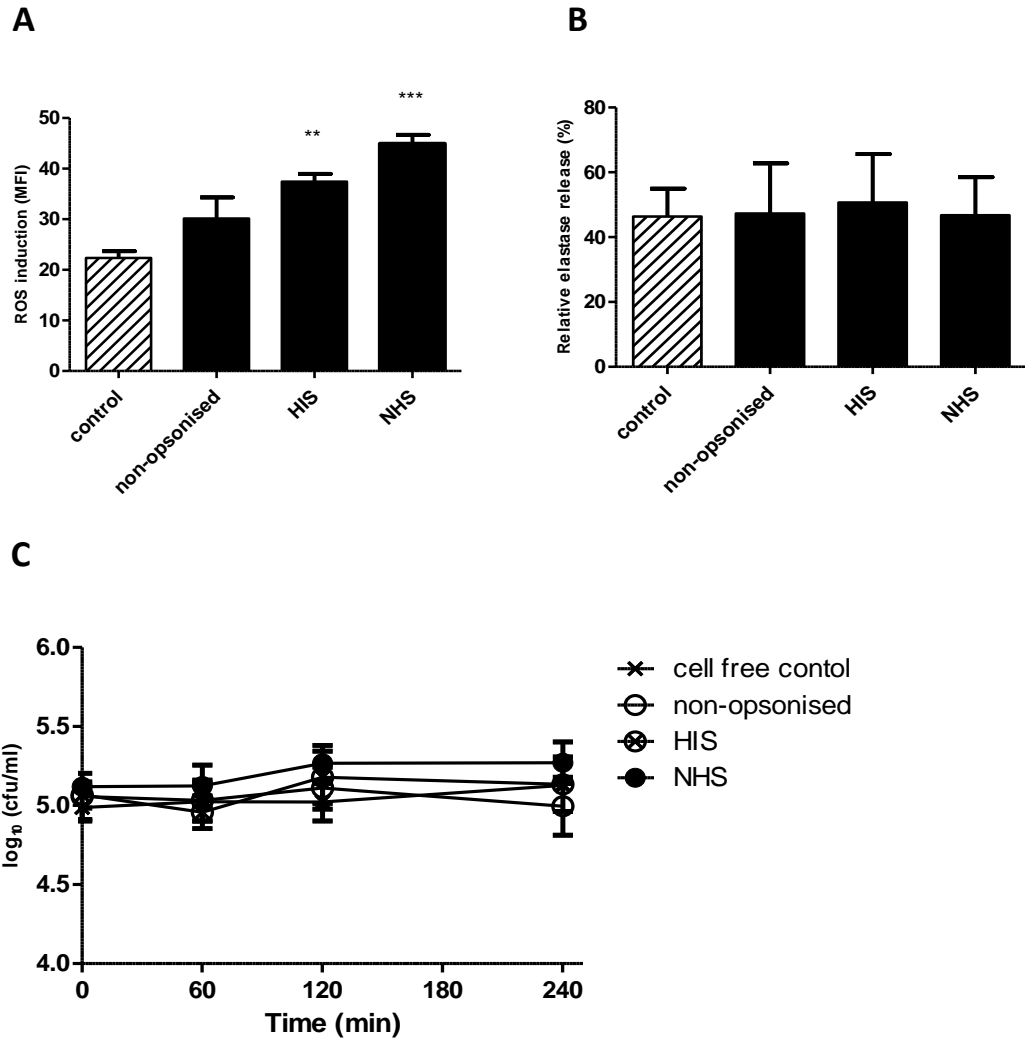 A
B
***
**
50
40
30
20
10
0
ROS induction (MFI)
control
non-opsonised
HIS
NHS
80
60
40
20
0
Relative elastase release (%)
control
non-opsonised
HIS
NHS
C
6.0
5.5
5.0
4.5
4.0
log₁₀ (cfu/ml)
0
60
120
180
240
Time (min)
cell free contol
non-opsonised
HIS
NHS